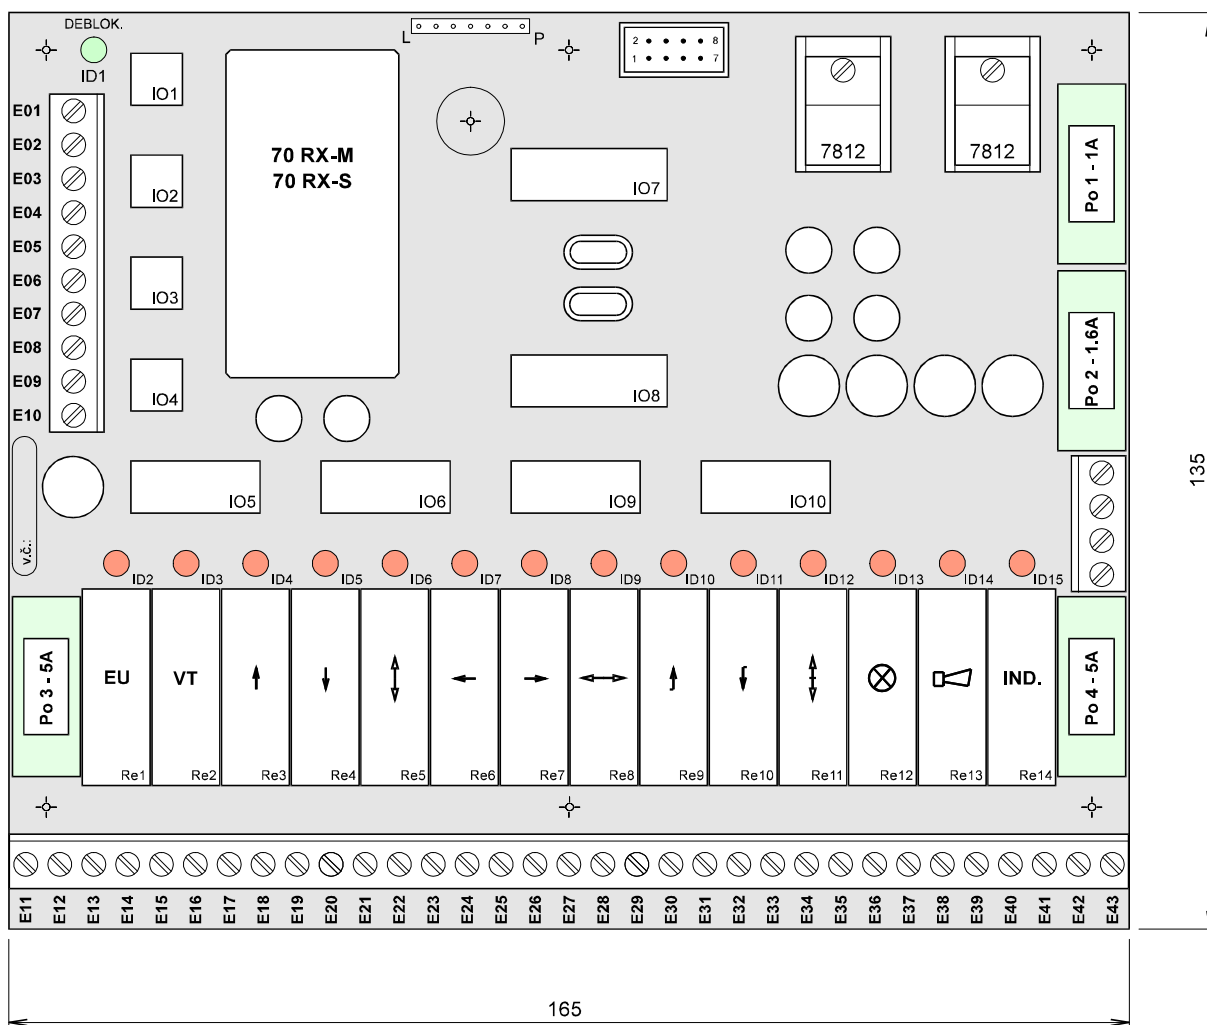 DEBLOK.
ID1
L
P
2
8
1
7
IO1
E01
E02
E03
E04
E05
E06
E07
E08
E09
E10
IO2
IO3
IO4
70 RX-M
70 RX-S
IO7
IO8
7812
7812
Po 1 - 1A
Po 2 - 1.6A
v.č.:
IO5
IO6
IO9
IO10
135
ID2
ID3
ID4
ID5
ID6
ID7
ID8
ID9
ID10
ID11
ID12
ID13
ID14
ID15
Po 3 - 5A
EU
VT
IND.
Po 4 - 5A
Re1
Re2
Re3
Re4
Re5
Re6
Re7
Re8
Re9
Re10
Re11
Re12
Re13
Re14
E11
E12
E13
E14
E15
E16
E17
E18
E19
E20
E21
E22
E23
E24
E25
E26
E27
E28
E29
E30
E31
E32
E33
E34
E35
E36
E37
E38
E39
E40
E41
E42
E43
165